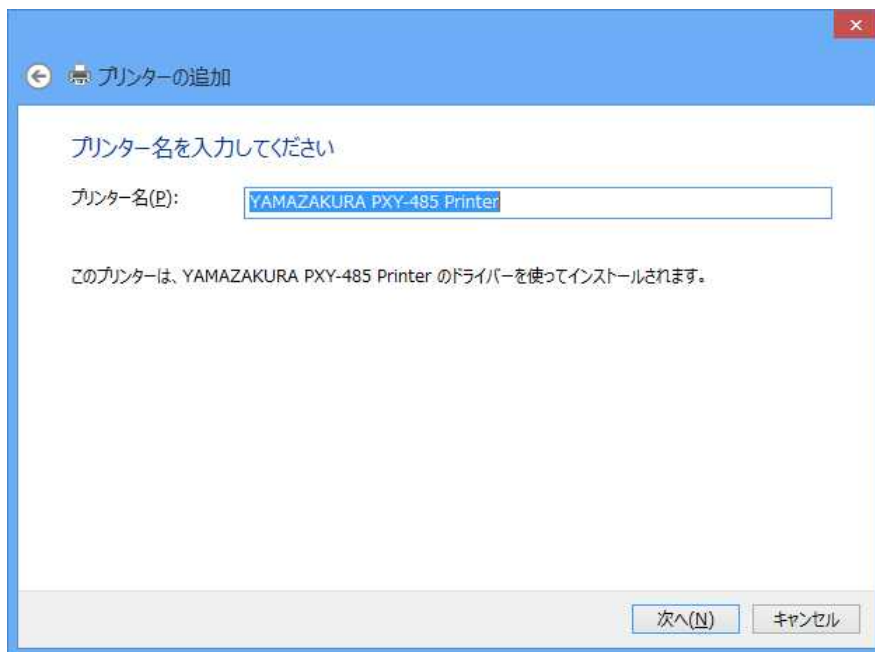 プリンターの追加
プリンター名を入力してください
プリンター名(P): YAMAZAKURA PXY-485 Printer
このプリンターは、YAMAZAKURA PXY-485 Printer のドライバーを使ってインストールされます。
次へ(N) キャンセル